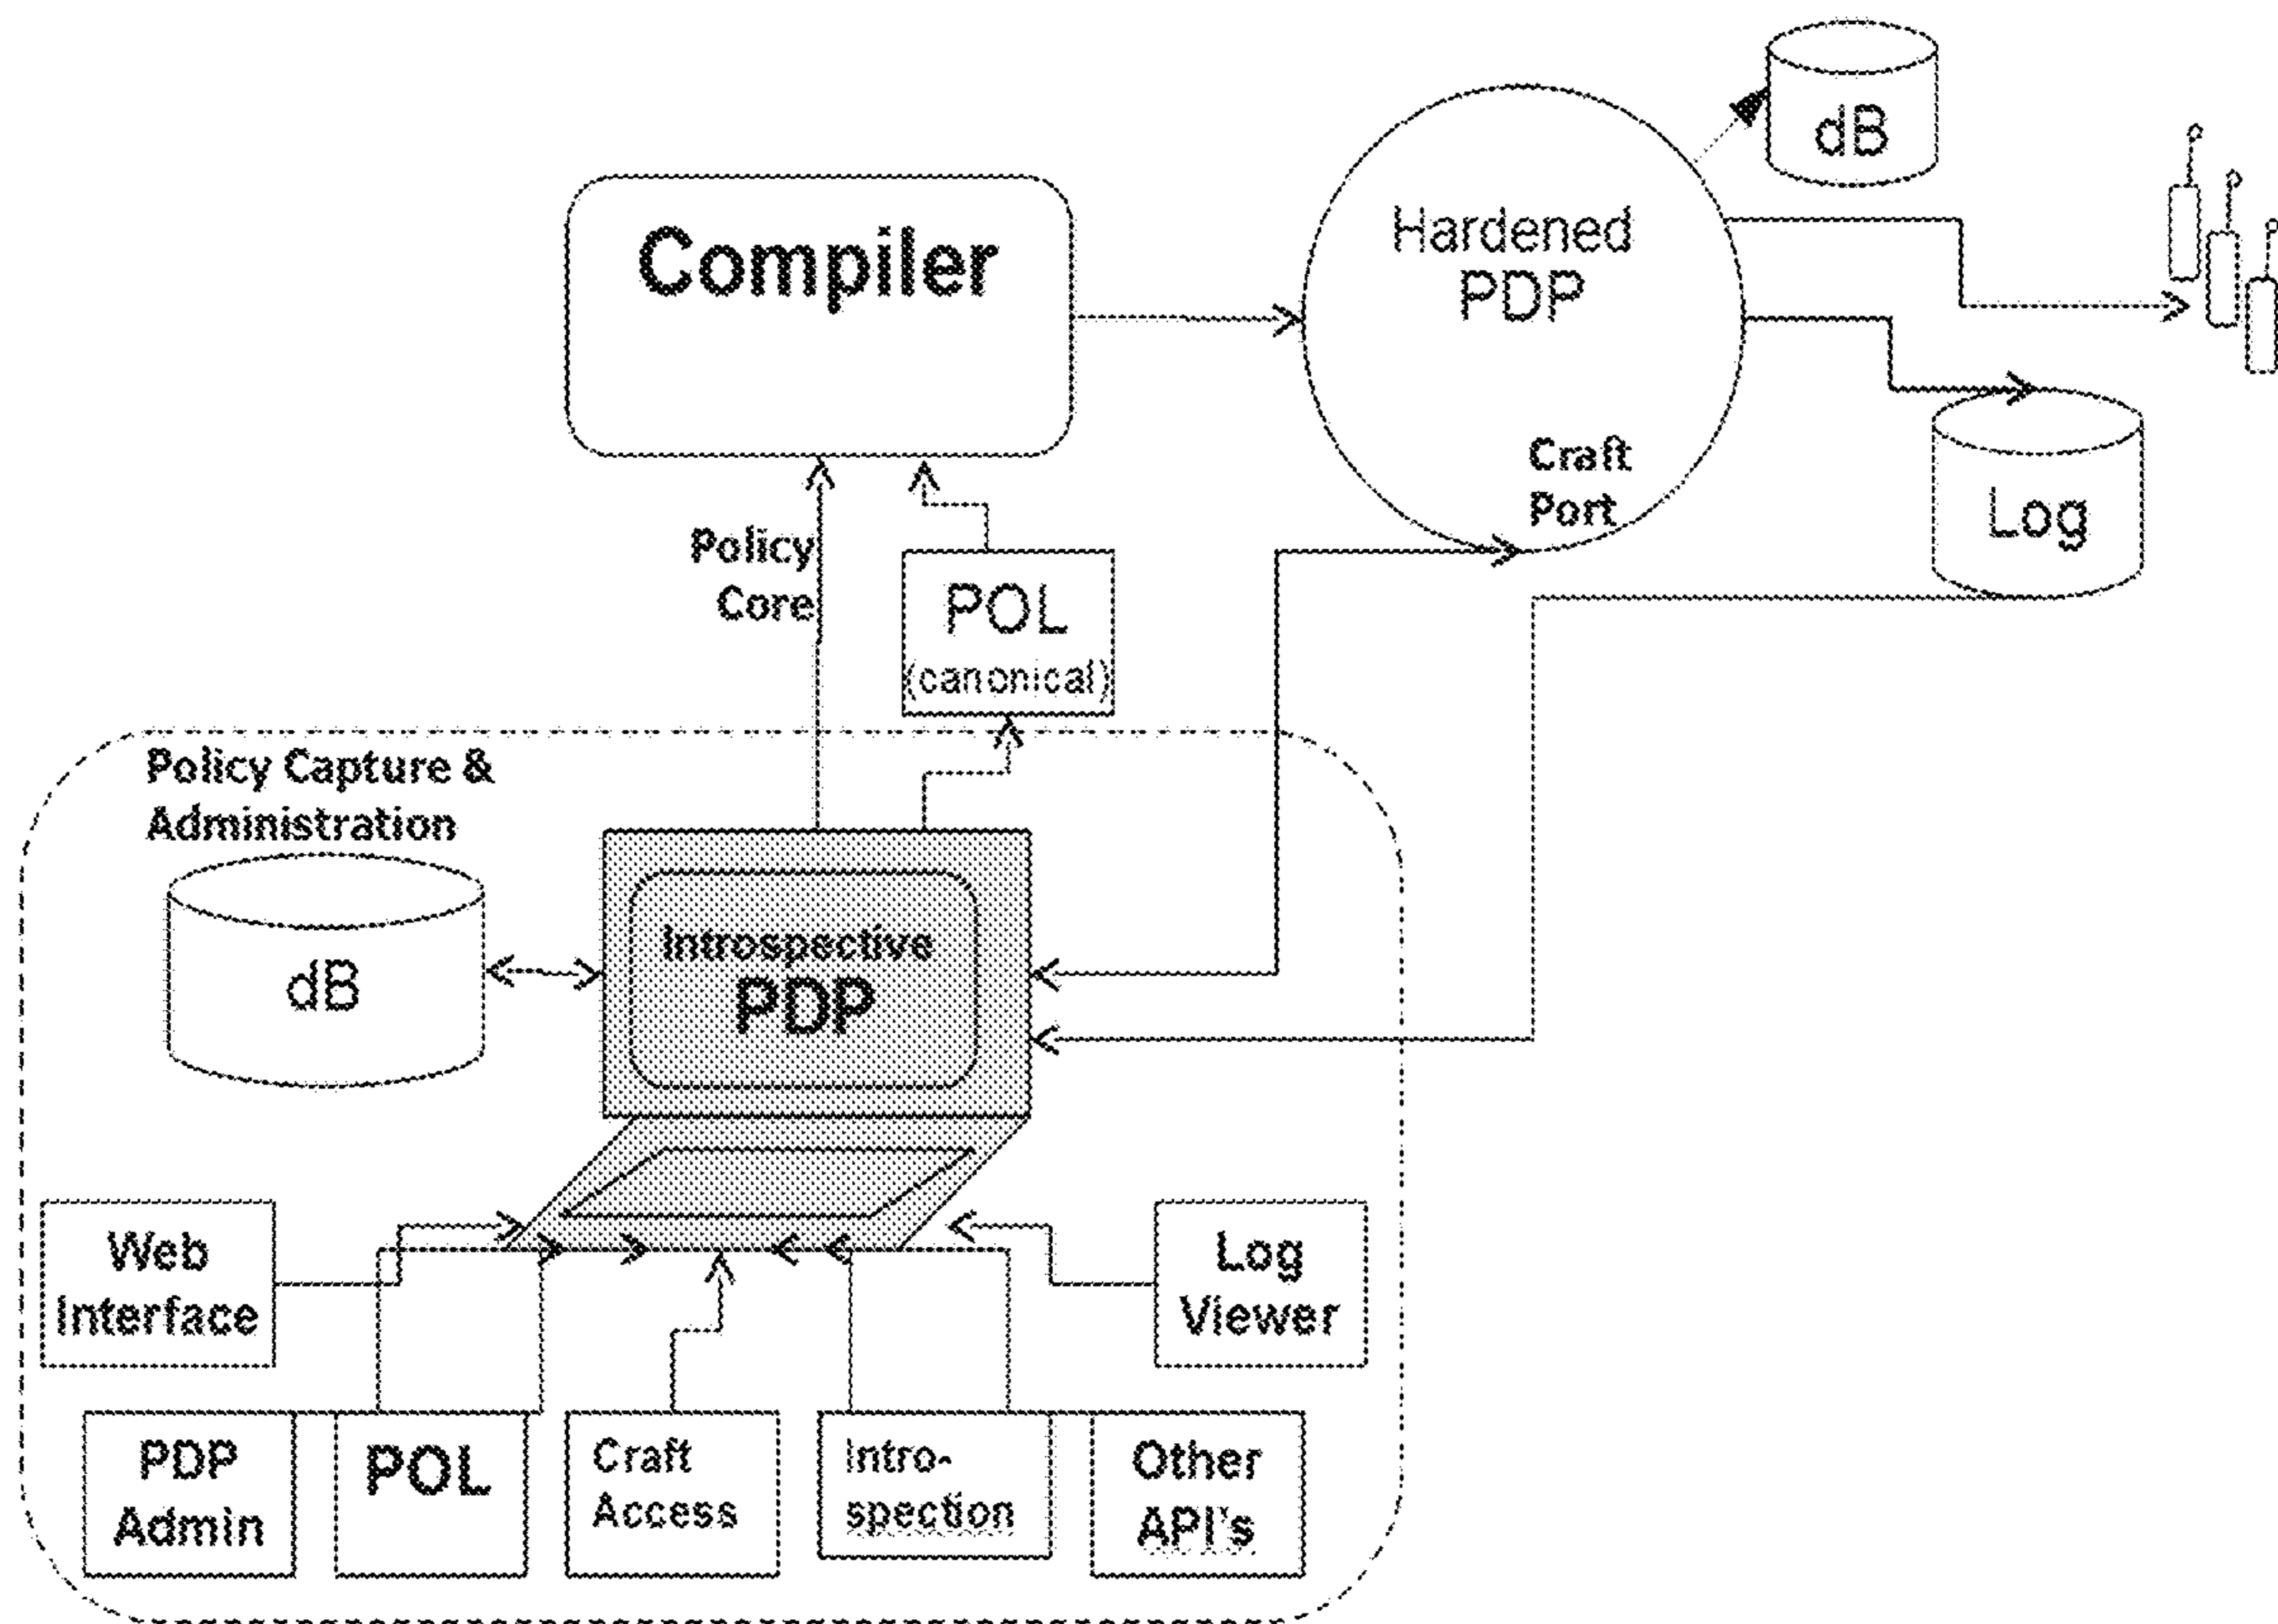 dB
Compiler
Hardened
PDP
Craft
Port
Log
Policy
Core
POL
(canonical)
Policy Capture &
Administration
dB
Introspective
PDP
Web
Interface
Log
Viewer
PDP
Admin
POL
Craft
Access
Intro-
spection
Other
API's